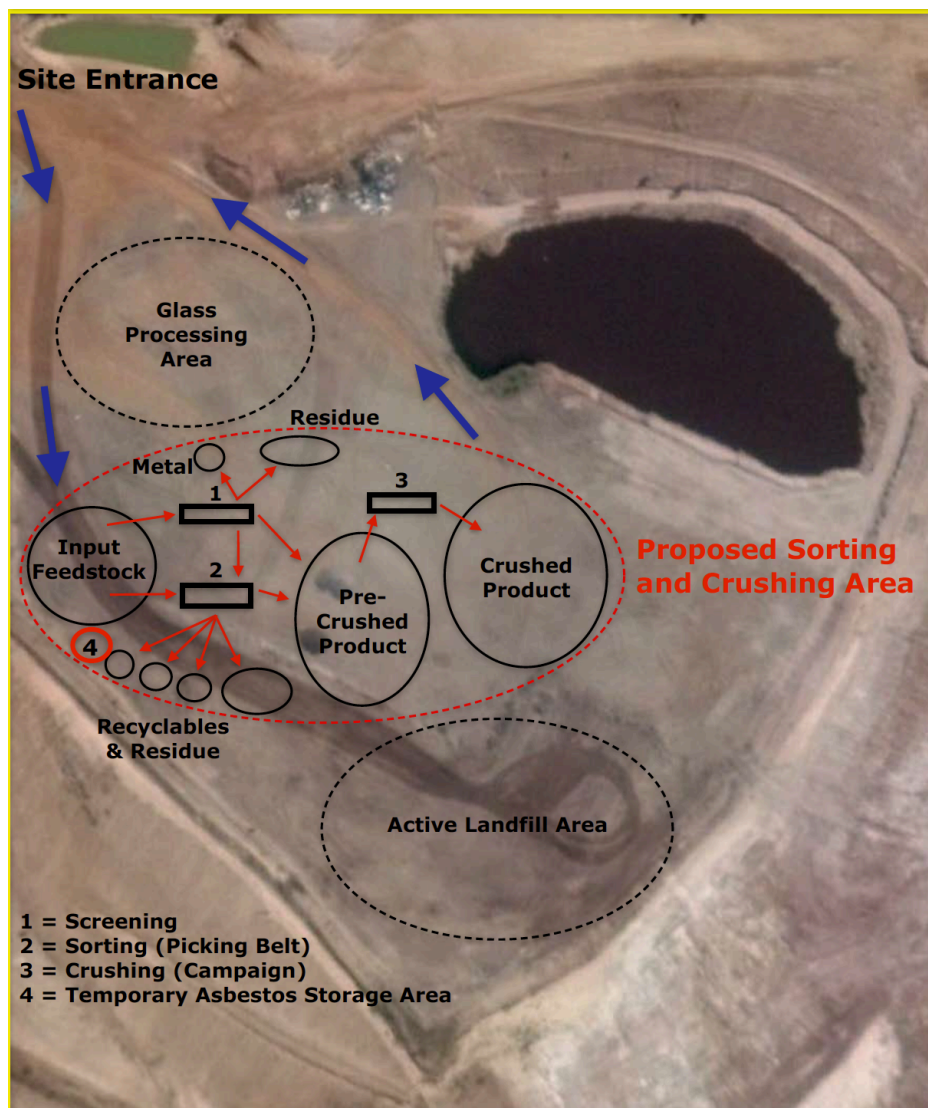 Site Entrance
Glass
Processing
Area
Residue
Metal
1
3
Input
Feedstock
2
Pre-
Crushed
Product
Crushed
Product
Proposed Sorting
and Crushing Area
4
Recyclables
& Residue
Active Landfill Area
1 = Screening
2 = Sorting (Picking Belt)
3 = Crushing (Campaign)
4 = Temporary Asbestos Storage Area